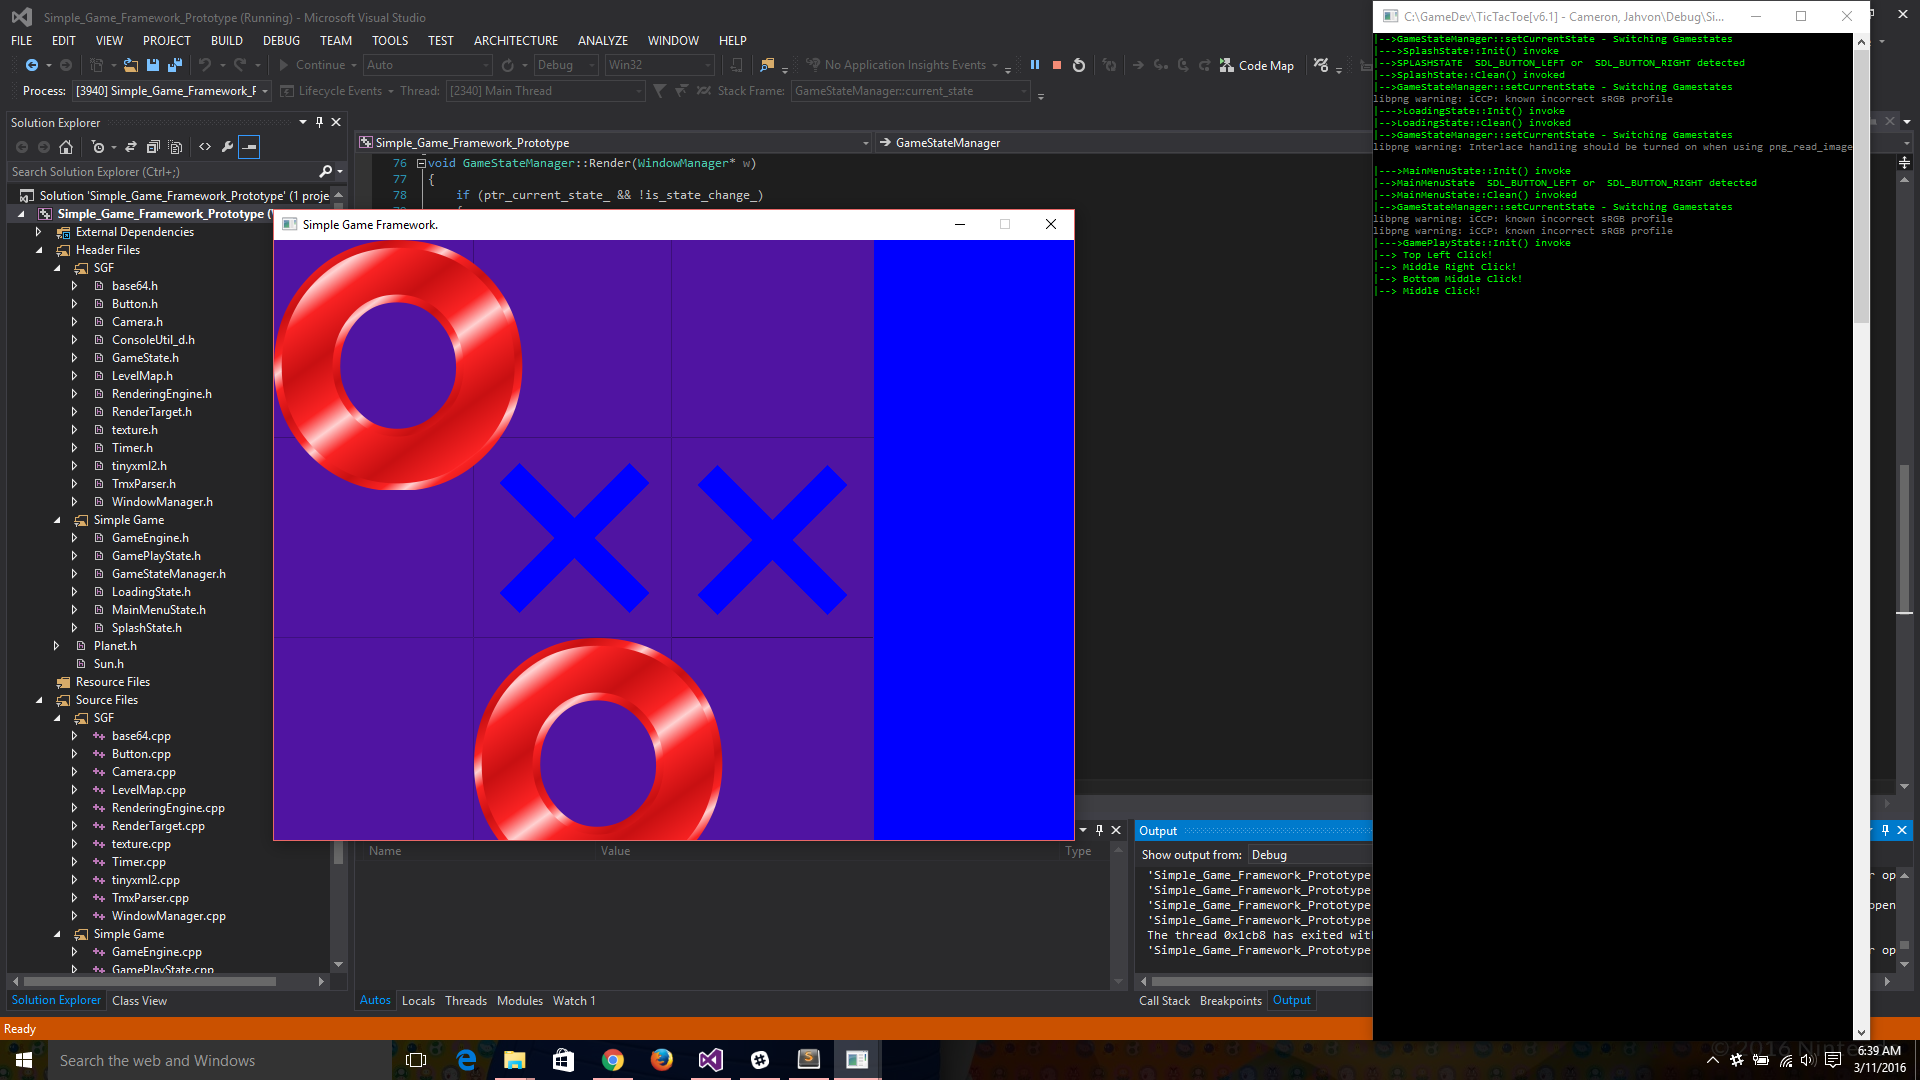 Simple_Game_Framework_Prototype (Running) - Microsoft Visual Studio
FILE EDIT VIEW PROJECT BUILD DEBUG TEAM TOOLS TEST ARCHITECTURE ANALYZE WINDOW HELP
Continue Auto Debug Win32 No Application Insights Events Code Map
Process: [3940] Simple_Game_Framework_F Lifecycle Events Thread: [2340] Main Thread Stack Frame: GameStateManager::current_state
Solution Explorer
Search Solution Explorer (Ctrl+;)
Solution 'Simple_Game_Framework_Prototype' (1 proje
Simple_Game_Framework_Prototype (
External Dependencies
Header Files
SGF
base64.h
Button.h
Camera.h
ConsoleUtil_d.h
GameState.h
LevelMap.h
RenderingEngine.h
RenderTarget.h
texture.h
Timer.h
tinyxml2.h
TmxParser.h
WindowManager.h
Simple Game
GameEngine.h
GamePlayState.h
GameStateManager.h
LoadingState.h
MainMenuState.h
SplashState.h
Planet.h
Sun.h
Resource Files
Source Files
SGF
base64.cpp
Button.cpp
Camera.cpp
LevelMap.cpp
RenderingEngine.cpp
RenderTarget.cpp
texture.cpp
Timer.cpp
tinyxml2.cpp
TmxParser.cpp
WindowManager.cpp
Simple Game
GameEngine.cpp
GamePlayState.cpp
Solution Explorer Class View
Simple_Game_Framework_Prototype GameStateManager
76 void GameStateManager::Render(WindowManager* w)
77 {
78 if (ptr_current_state_ && !is_state_change_)
Simple Game Framework.
Name Value Type
Autos Locals Threads Modules Watch 1
Output
Show output from: Debug
'Simple_Game_Framework_Prototype
'Simple_Game_Framework_Prototype
'Simple_Game_Framework_Prototype
'Simple_Game_Framework_Prototype
The thread 0x1cb8 has exited wit
'Simple_Game_Framework_Prototype
Call Stack Breakpoints Output
C:\GameDev\TicTacToe[v6.1] - Cameron, Jahvon\Debug\Si...
|-->GameStateManager::setCurrentState - Switching Gamestates
|--->SplashState::Init() invoke
|-->SPLASHSTATE  SDL_BUTTON_LEFT or  SDL_BUTTON_RIGHT detected
|-->SplashState::Clean() invoked
|-->GameStateManager::setCurrentState - Switching Gamestates
libpng warning: iCCP: known incorrect sRGB profile
|--->LoadingState::Init() invoke
|-->LoadingState::Clean() invoked
|-->GameStateManager::setCurrentState - Switching Gamestates
libpng warning: Interlace handling should be turned on when using png_read_image
|--->MainMenuState::Init() invoke
|-->MainMenuState  SDL_BUTTON_LEFT or  SDL_BUTTON_RIGHT detected
|-->MainMenuState::Clean() invoked
|-->GameStateManager::setCurrentState - Switching Gamestates
libpng warning: iCCP: known incorrect sRGB profile
libpng warning: iCCP: known incorrect sRGB profile
|--->GamePlayState::Init() invoke
|--> Top Left Click!
|--> Middle Right Click!
|--> Bottom Middle Click!
|--> Middle Click!
op
open
op
Ready
Search the web and Windows
6:39 AM
3/11/2016